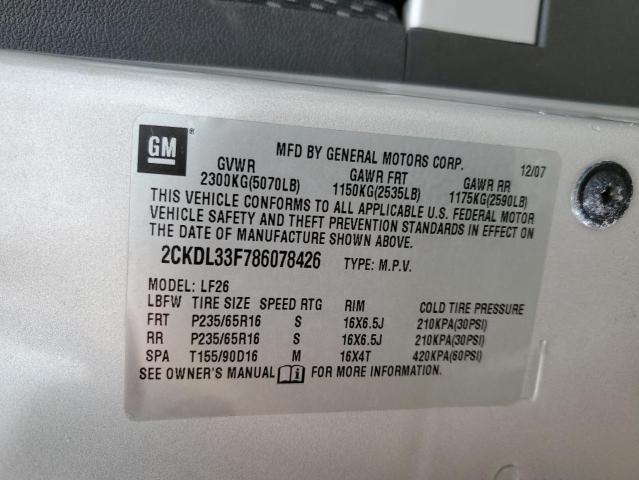 GM ®
MFD BY GENERAL MOTORS CORP. 12/07
GVWR GAWR FRT GAWR RR
2300KG(5070LB) 1150KG(2535LB) 1175KG(2590LB)
THIS VEHICLE CONFORMS TO ALL APPLICABLE U.S. FEDERAL MOTOR
VEHICLE SAFETY AND THEFT PREVENTION STANDARDS IN EFFECT ON
THE DATE OF MANUFACTURE SHOWN ABOVE.
2CKDL33F786078426 TYPE: M.P.V.
MODEL: LF26
LBFW TIRE SIZE SPEED RTG RIM COLD TIRE PRESSURE
FRT P235/65R16 S 16X6.5J 210KPA(30PSI)
RR P235/65R16 S 16X6.5J 210KPA(30PSI)
SPA T155/90D16 M 16X4T 420KPA(60PSI)
SEE OWNER'S MANUAL i FOR MORE INFORMATION.